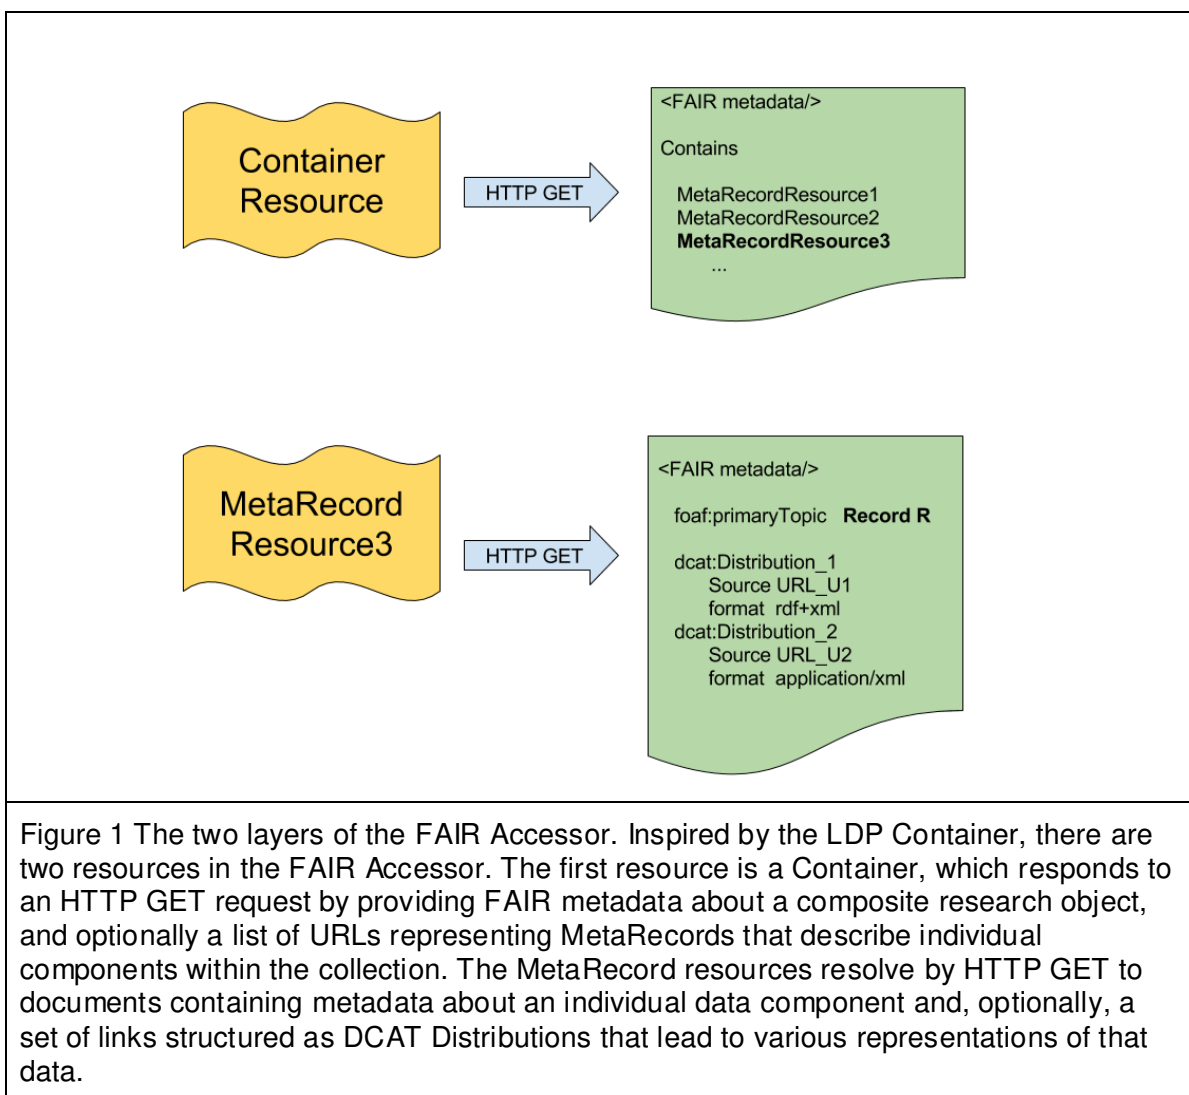 Container
Resource
HTTP GET
<FAIR metadata/>
Contains
MetaRecordResource1
MetaRecordResource2
MetaRecordResource3
...
MetaRecord
Resource3
HTTP GET
<FAIR metadata/>
foaf:primaryTopic Record R
dcat:Distribution_1
Source URL_U1
format rdf+xml
dcat:Distribution_2
Source URL_U2
format application/xml
Figure 1 The two layers of the FAIR Accessor. Inspired by the LDP Container, there are
two resources in the FAIR Accessor. The first resource is a Container, which responds to
an HTTP GET request by providing FAIR metadata about a composite research object,
and optionally a list of URLs representing MetaRecords that describe individual
components within the collection. The MetaRecord resources resolve by HTTP GET to
documents containing metadata about an individual data component and, optionally, a
set of links structured as DCAT Distributions that lead to various representations of that
data.